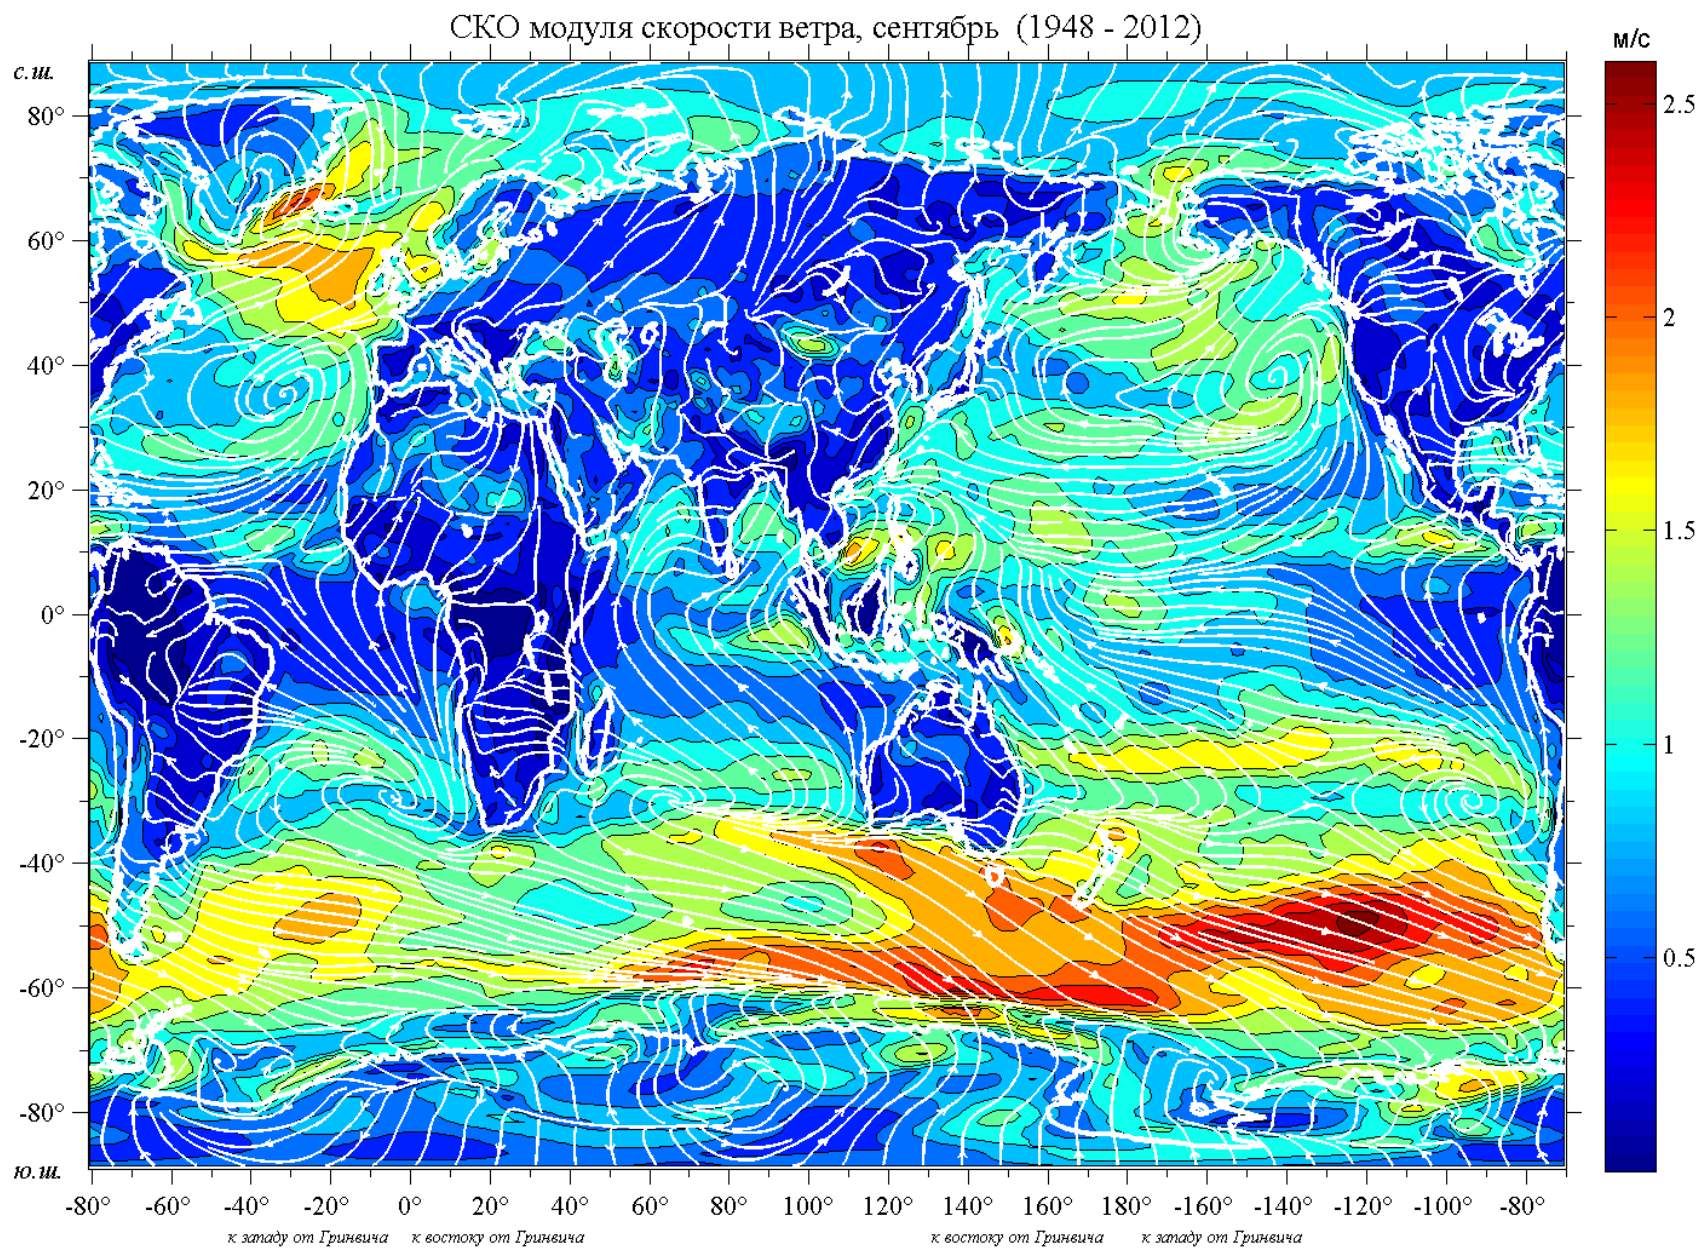 СКО модуля скорости ветра, сентябрь (1948 - 2012)
м/с
с.ш.
80°
60°
40°
20°
0°
-20°
-40°
-60°
-80°
ю.ш.
2.5
2
1.5
1
0.5
-80° -60° -40° -20° 0° 20° 40° 60° 80° 100° 120° 140° 160° 180° -160° -140° -120° -100° -80°
к западу от Гринвича к востоку от Гринвича к востоку от Гринвича к западу от Гринвича